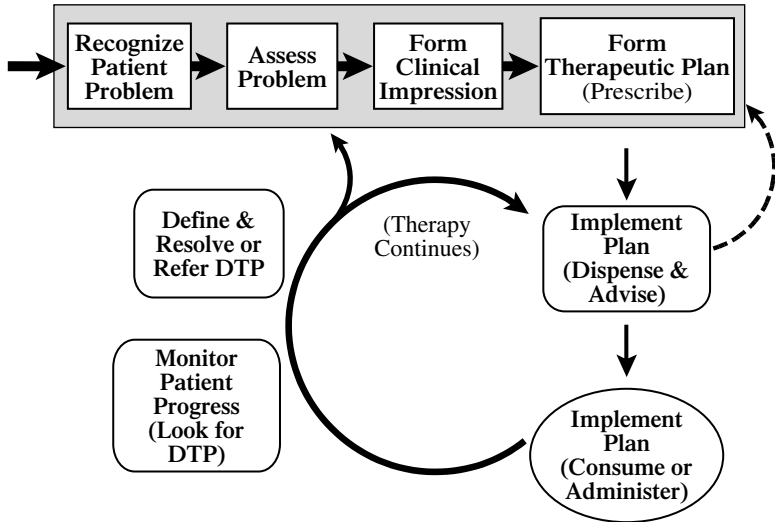 Recognize
Patient
Problem
Assess
Problem
Form
Clinical
Impression
Form
Therapeutic Plan
(Prescribe)
Define &
Resolve or
Refer DTP
(Therapy
Continues)
Implement
Plan
(Dispense &
Advise)
Monitor
Patient
Progress
(Look for
DTP)
Implement
Plan
(Consume or
Administer)